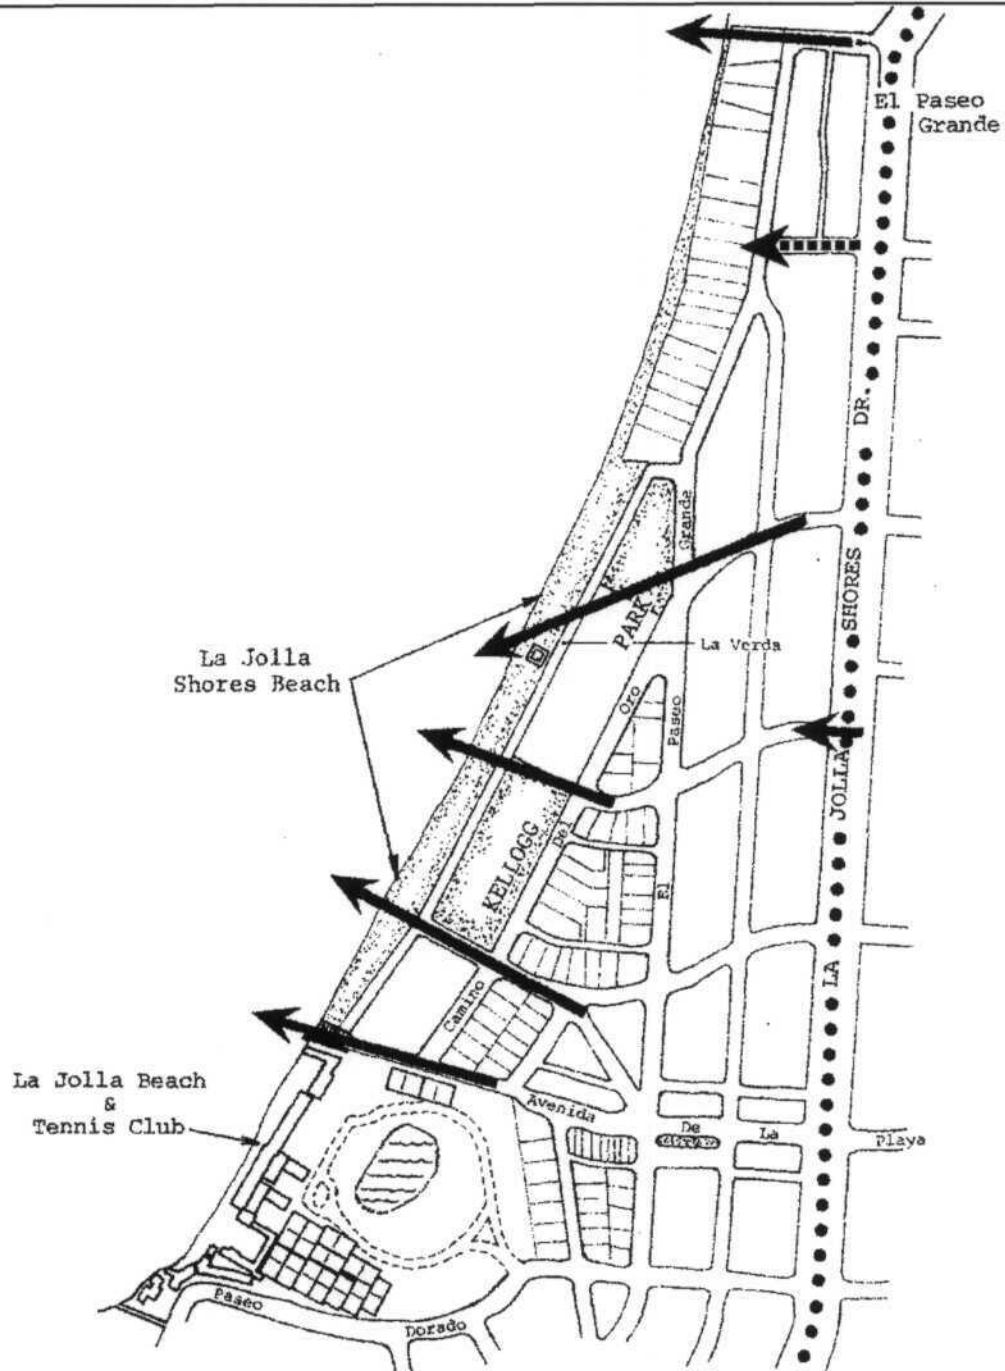 El Paseo
Grande
DR.
SHORES
JOLLA
LA
Grande
PARK
La Verda
La Jolla
Shores Beach
Oro
Paseo
Del
El
KELLOGG
Camino
La Jolla Beach
&
Tennis Club
Avenida
De
La
Playa
Paseo
Dorado